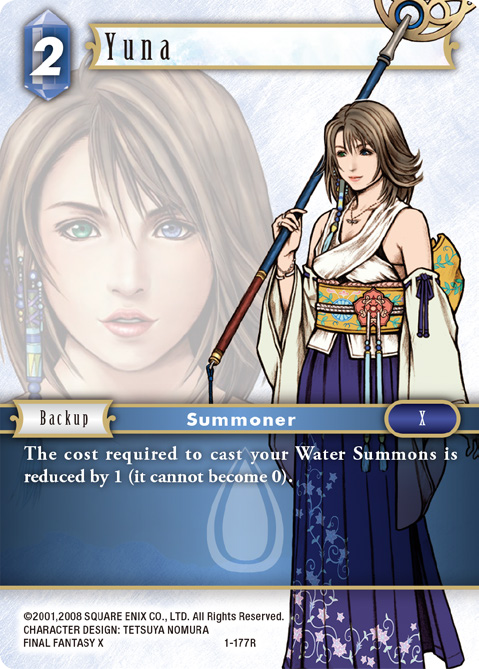 2
Yuna
Backup
Summoner
X
The cost required to cast your Water Summons is
reduced by 1 (it cannot become 0).
©2001,2008 SQUARE ENIX CO., LTD. All Rights Reserved.
CHARACTER DESIGN: TETSUYA NOMURA
FINAL FANTASY X 1-177R